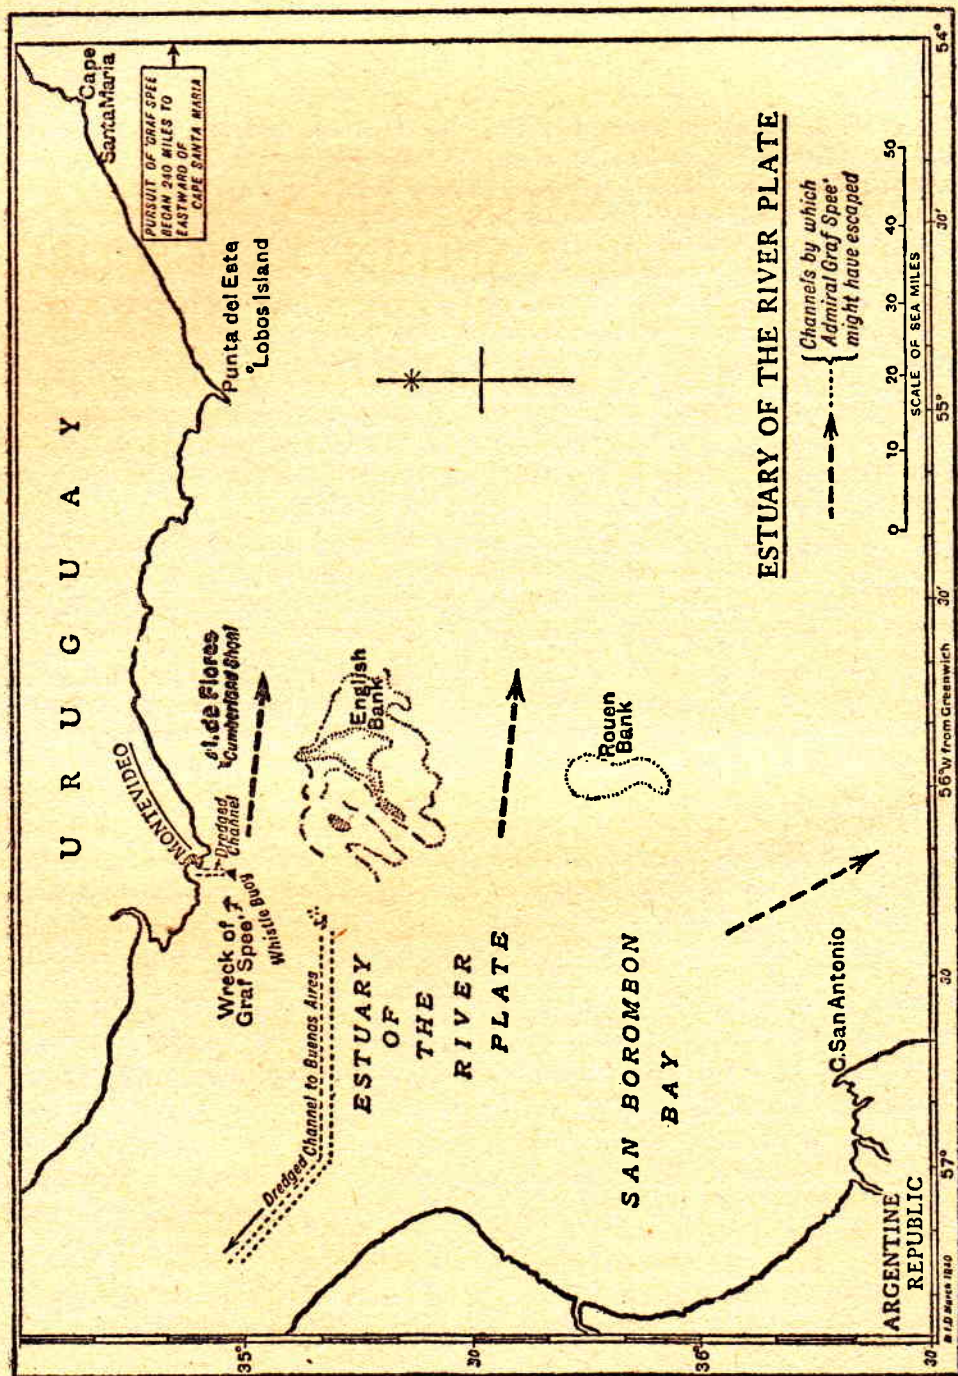 URUGUAY
Cape
Santa Maria
PURSUIT OF 'GRAF SPEE
BEGAN 240 MILES TO
EASTWARD OF
CAPE SANTA MARIA
MONTEVIDEO
Punta del Este
Lobos Island
I. de Flores
Cumberland Shoal
Dredged
Channel
Wreck of
Graf Spee'
Whistle Buoy
English
Bank
Dredged Channel to Buenos Aires
ESTUARY
OF
THE
RIVER
PLATE
Rouen
Bank
SAN BOROMBON
BAY
C. San Antonio
ARGENTINE
REPUBLIC
ESTUARY OF THE RIVER PLATE
Channels by which
Admiral Graf Spee'
might have escaped
0 10 20 30 40 50
SCALE OF SEA MILES
35°
30
36°
30
57°
30
56°W from Greenwich
30'
55°
30'
54°
N.I.D March 1940